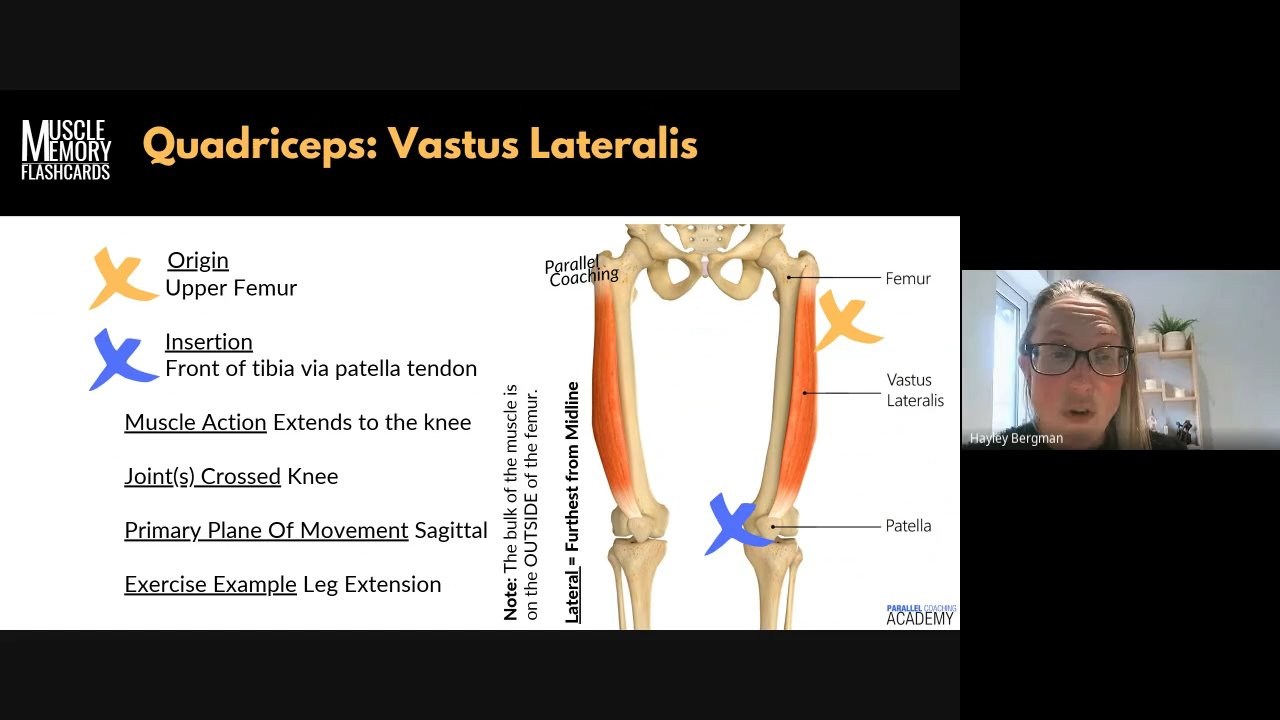 MUSCLE
MEMORY
FLASHCARDS
Quadriceps: Vastus Lateralis
Origin
Upper Femur
Insertion
Front of tibia via patella tendon
Muscle Action Extends to the knee
Joint(s) Crossed Knee
Primary Plane Of Movement Sagittal
Exercise Example Leg Extension
Note: The bulk of the muscle is
on the OUTSIDE of the femur.
Lateral = Furthest from Midline
Parallel
Coaching
Femur
Vastus
Lateralis
Patella
PARALLEL COACHING
ACADEMY
Hayley Bergman